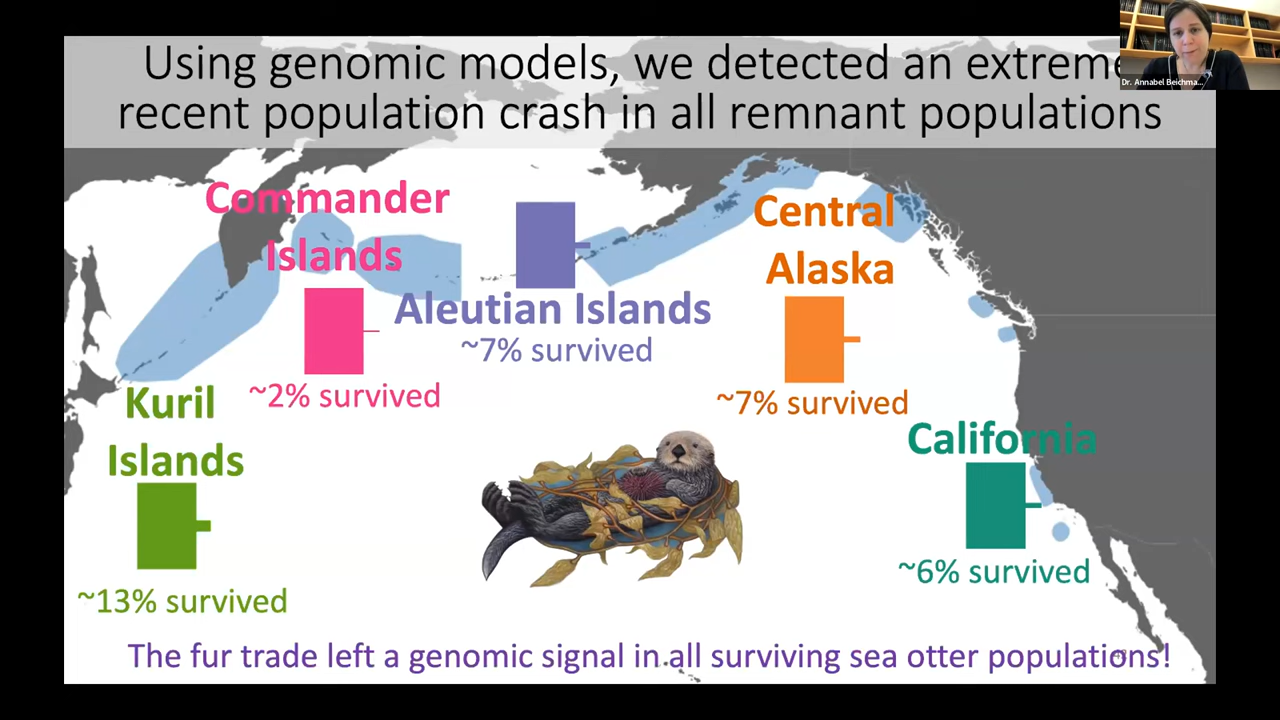 Using genomic models, we detected an extreme
recent population crash in all remnant populations
Dr. Annabel Beichma...
Commander
Islands
Central
Alaska
Aleutian Islands
~7% survived
~2% survived
~7% survived
Kuril
Islands
California
~13% survived
~6% survived
The fur trade left a genomic signal in all surviving sea otter populations!